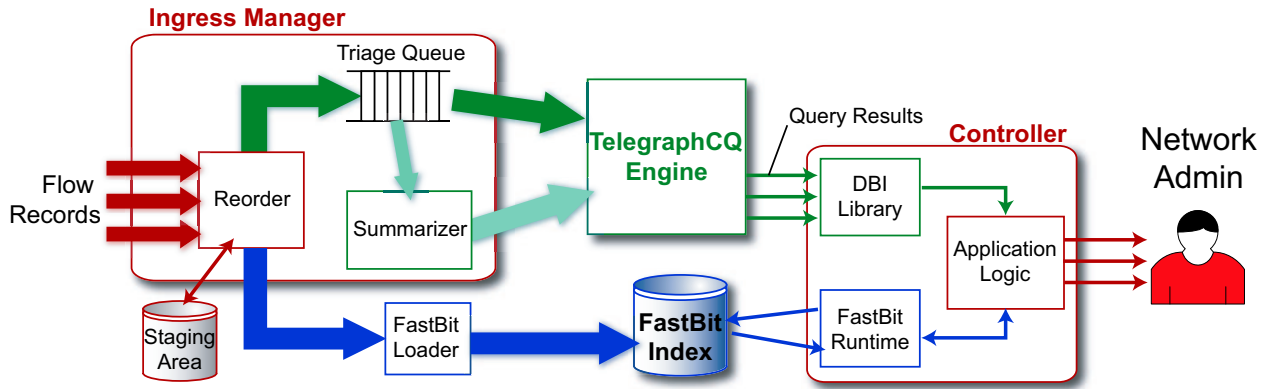 Ingress Manager
Triage Queue
Flow
Records
Reorder
Summarizer
TelegraphCQ
Engine
Query Results
Controller
DBI
Library
Application
Logic
Network
Admin
Staging
Area
FastBit
Loader
FastBit
Index
FastBit
Runtime